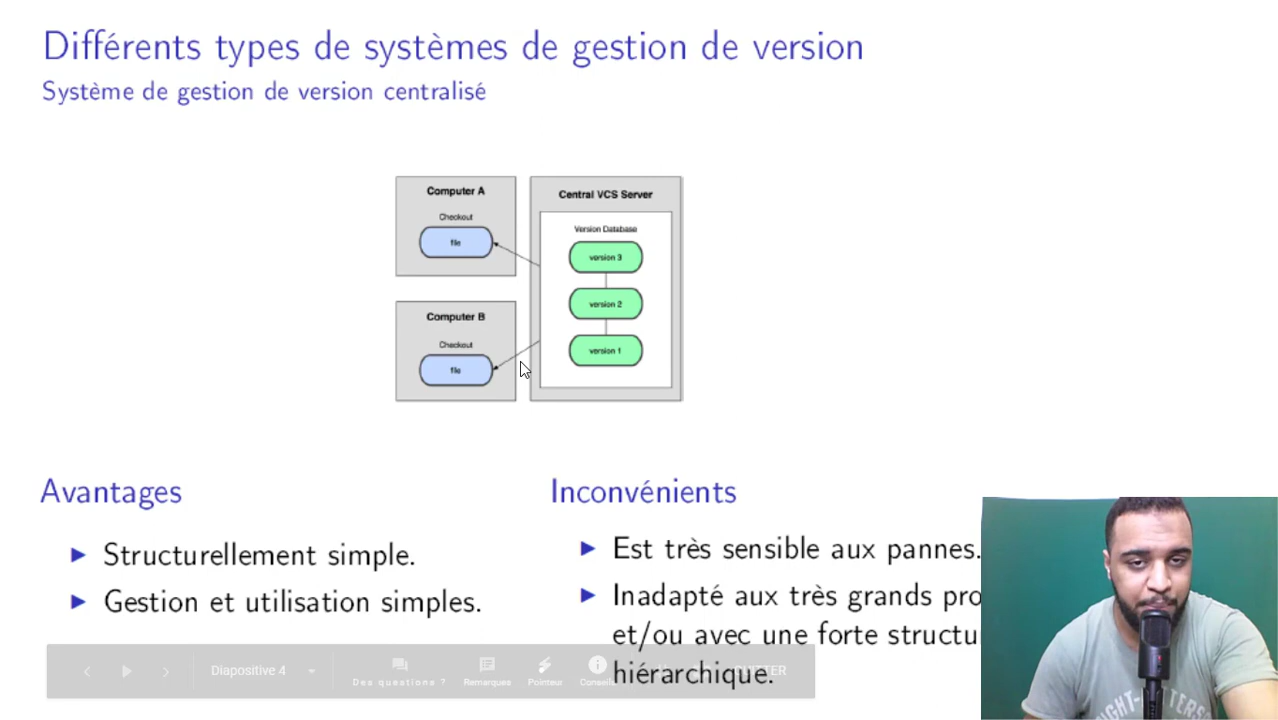 Différents types de systèmes de gestion de version
Système de gestion de version centralisé
Computer A
Checkout
file
Computer B
Checkout
file
Central VCS Server
Version Database
version 3
version 2
version 1
Avantages
Structurellement simple.
Gestion et utilisation simples.
Inconvénients
Est très sensible aux pannes.
Inadapté aux très grands pro
et/ou avec une forte structu
hiérarchique.
Diapositive 4
Des questions ?
Remarques
Pointeur